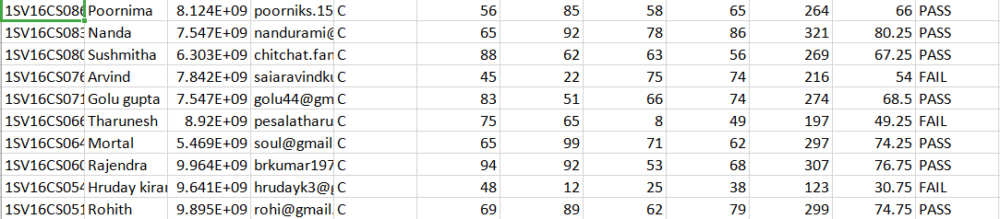 1SV16CS086 Poornima 8.124E+09 poorniks.15 C 56 85 58 65 264 66 PASS
1SV16CS083 Nanda 7.547E+09 nandurami@ C 65 92 78 86 321 80.25 PASS
1SV16CS080 Sushmitha 6.303E+09 chitchat.fan C 88 62 63 56 269 67.25 PASS
1SV16CS076 Arvind 7.842E+09 saiaravindku C 45 22 75 74 216 54 FAIL
1SV16CS071 Golu gupta 7.547E+09 golu44@gm C 83 51 66 74 274 68.5 PASS
1SV16CS066 Tharunesh 8.92E+09 pesalatharu C 75 65 8 49 197 49.25 FAIL
1SV16CS064 Mortal 5.469E+09 soul@gmail C 65 99 71 62 297 74.25 PASS
1SV16CS060 Rajendra 9.964E+09 brkumar197 C 94 92 53 68 307 76.75 PASS
1SV16CS054 Hruday kiran 9.641E+09 hrudayk3@g C 48 12 25 38 123 30.75 FAIL
1SV16CS051 Rohith 9.895E+09 rohi@gmail. C 69 89 62 79 299 74.75 PASS